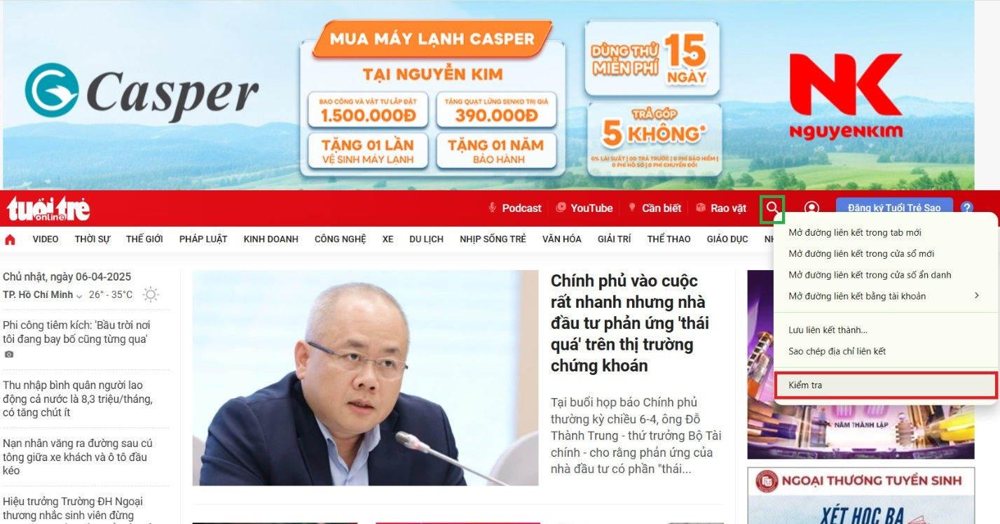 Casper
MUA MÁY LẠNH CASPER
TẠI NGUYỄN KIM
BAO CÔNG VÀ VẬT TƯ LẮP ĐẶT
1.500.000Đ
TẶNG QUẠT LỬNG SENKO TRỊ GIÁ
390.000Đ
TẶNG 01 LẦN
VỆ SINH MÁY LẠNH
TẶNG 01 NĂM
BẢO HÀNH
DÙNG THỬ
MIỄN PHÍ
15
NGÀY
TRẢ GÓP
5 KHÔNG*
0% LÃI SUẤT | 0Đ TRẢ TRƯỚC | 0 PHÍ BẢO HIỂM |
0 PHÍ HỒ SƠ | 0 PHÍ CHUYỂN ĐỔI
NK
NGUYENKIM
tuổi trẻ
online
Podcast
YouTube
Cần biết
Rao vặt
Đăng ký Tuổi Trẻ Sao
?
VIDEO THỜI SỰ THẾ GIỚI PHÁP LUẬT KINH DOANH CÔNG NGHỆ XE DU LỊCH NHỊP SỐNG TRẺ VĂN HÓA GIẢI TRÍ THỂ THAO GIÁO DỤC
Mở đường liên kết trong tab mới
Mở đường liên kết trong cửa sổ mới
Mở đường liên kết trong cửa sổ ẩn danh
Mở đường liên kết bằng tài khoản
Lưu liên kết thành...
Sao chép địa chỉ liên kết
Kiểm tra
Chủ nhật, ngày 06-04-2025
TP. Hồ Chí Minh 26° - 35°C
Phi công tiêm kích: 'Bầu trời nơi
tôi đang bay bố cũng từng qua'
Thu nhập bình quân người lao
động cả nước là 8,3 triệu/tháng,
có tăng chút ít
Nạn nhân văng ra đường sau cú
tông giữa xe khách và ô tô đầu
kéo
Hiệu trưởng Trường ĐH Ngoại
thương nhắc sinh viên đừng
Chính phủ vào cuộc
rất nhanh nhưng nhà
đầu tư phản ứng 'thái
quá' trên thị trường
chứng khoán
Tại buổi họp báo Chính phủ
thường kỳ chiều 6-4, ông Đỗ
Thành Trung - thứ trưởng Bộ Tài
chính - cho rằng phản ứng của
nhà đầu tư có phần "thái...
NĂM THÀNH LẬP
NGOẠI THƯƠNG TUYỂN SINH
XÉT HỌC BẠ